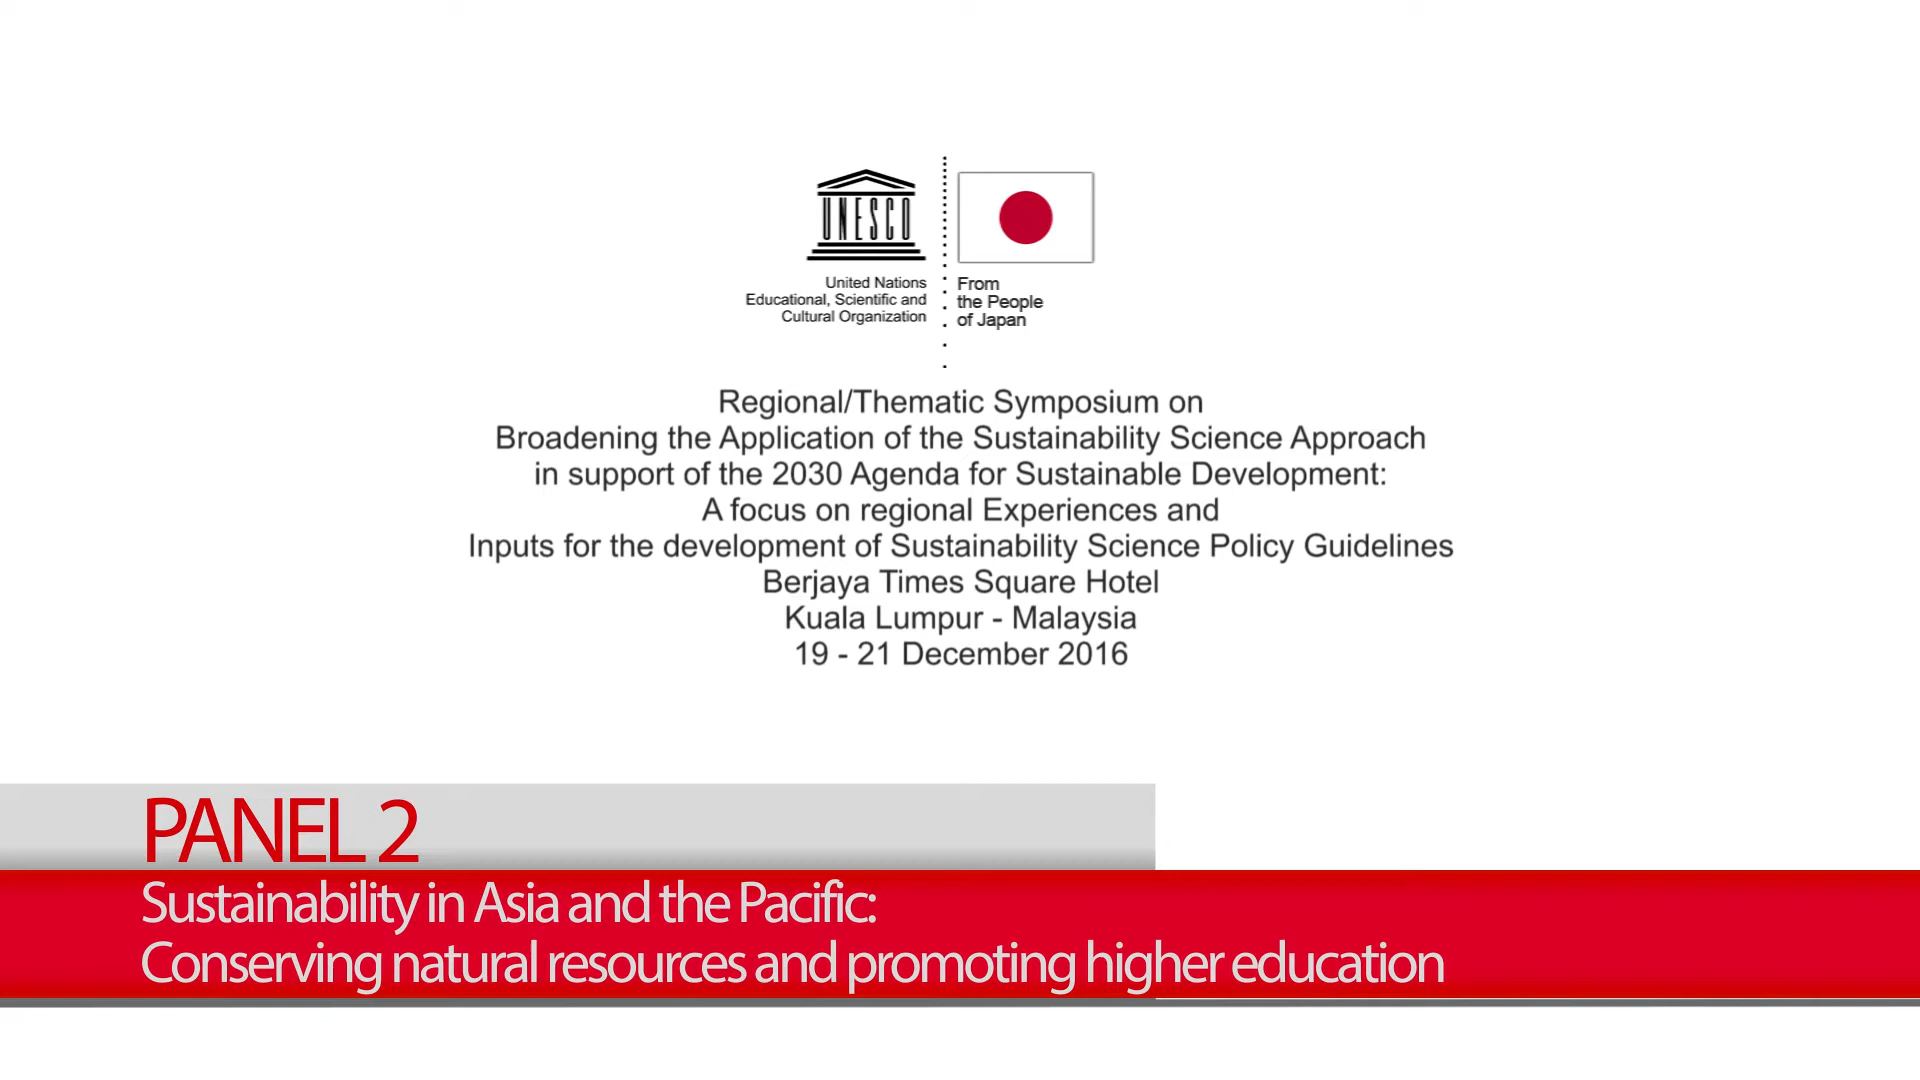 UNESCO
United Nations
Educational, Scientific and
Cultural Organization
From
the People
of Japan
Regional/Thematic Symposium on
Broadening the Application of the Sustainability Science Approach
in support of the 2030 Agenda for Sustainable Development:
A focus on regional Experiences and
Inputs for the development of Sustainability Science Policy Guidelines
Berjaya Times Square Hotel
Kuala Lumpur - Malaysia
19 - 21 December 2016
PANEL 2
Sustainability in Asia and the Pacific:
Conserving natural resources and promoting higher education